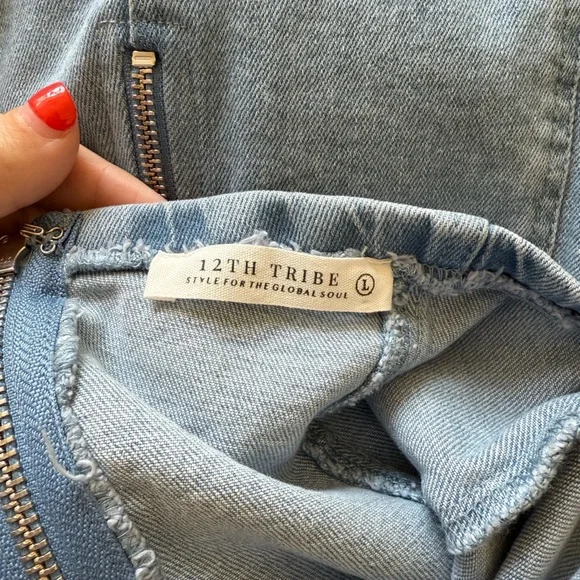 12TH TRIBE
STYLE FOR THE GLOBAL SOUL
L